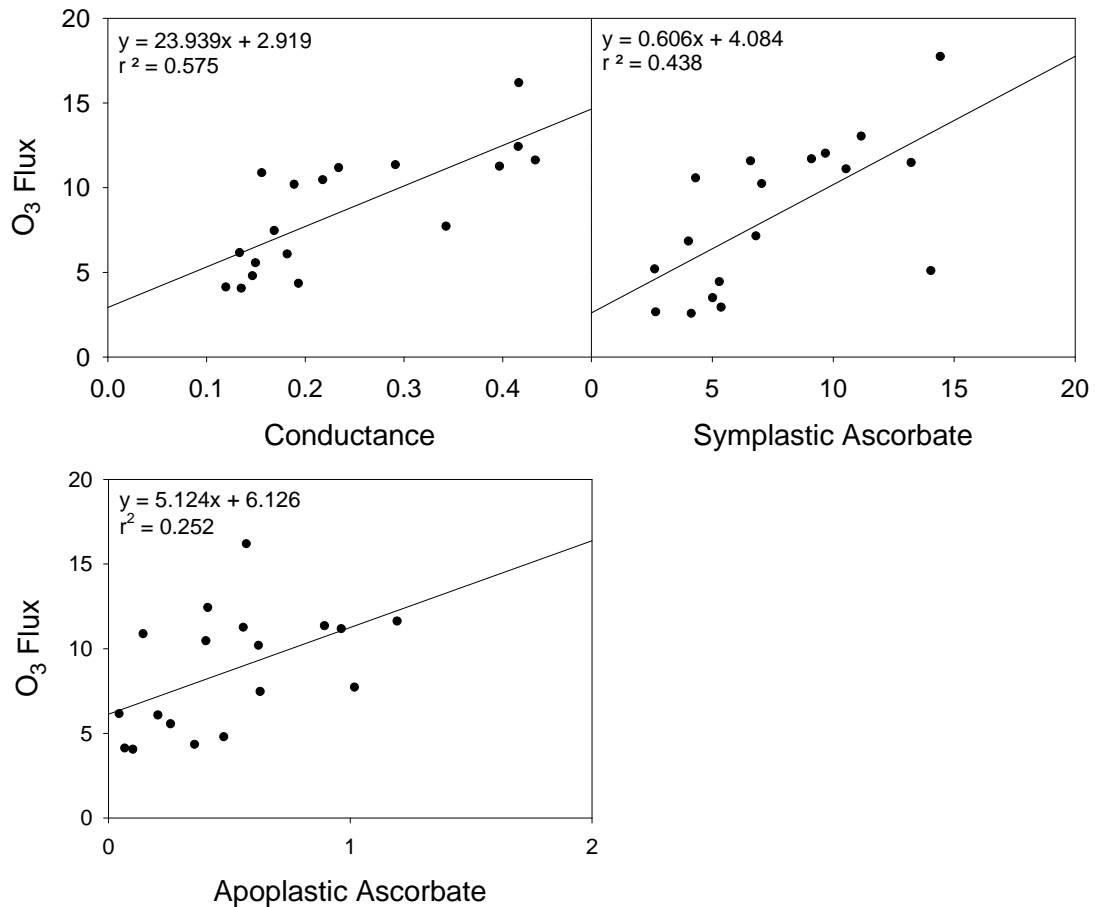 y = 23.939x + 2.919
r ² = 0.575
20
15
10
5
0
O₃ Flux
0.0 0.1 0.2 0.3 0.4
Conductance
y = 0.606x + 4.084
r ² = 0.438
0 5 10 15 20
Symplastic Ascorbate
y = 5.124x + 6.126
r² = 0.252
20
15
10
5
0
O₃ Flux
0 1 2
Apoplastic Ascorbate